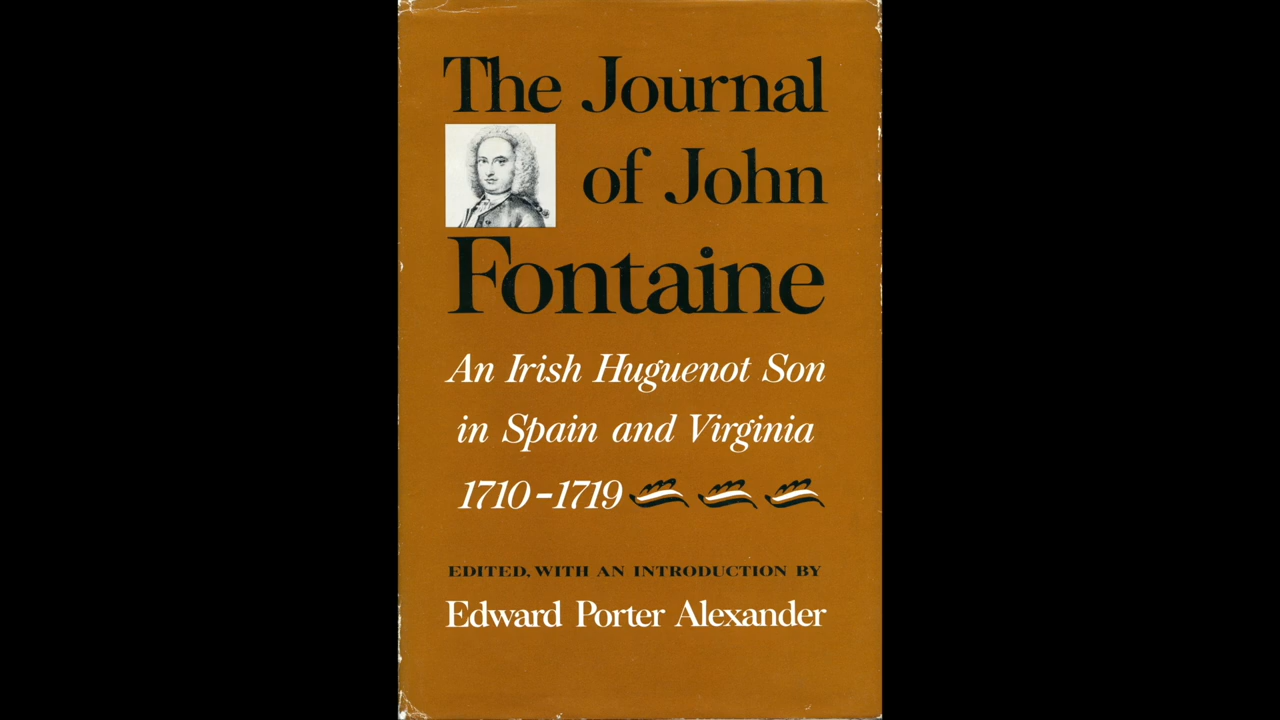 The Journal
of John
Fontaine
An Irish Huguenot Son
in Spain and Virginia
1710-1719
EDITED, WITH AN INTRODUCTION BY
Edward Porter Alexander